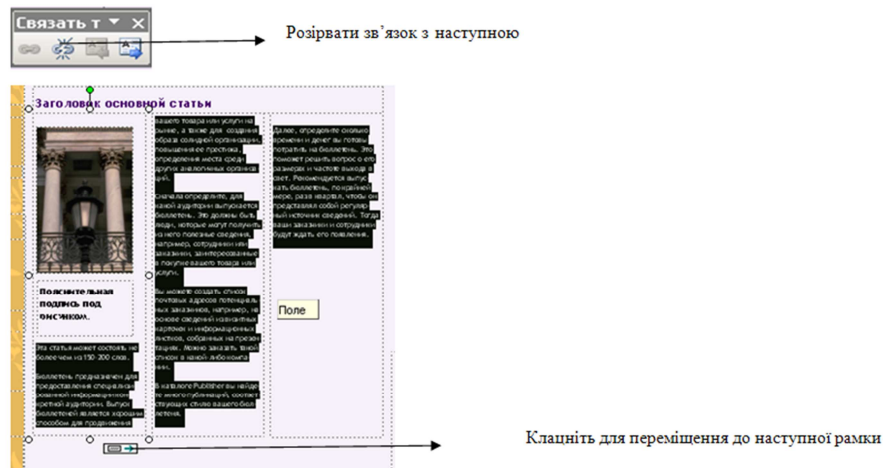 Связать т
Розірвати зв’язок з наступною
Заголовок основной статьи
Пояснительная
подпись под
рисунком.
Эта статья может состоять не
более чем из 150-200 слов.
Бюллетень предназначен для
предоставления специализи
рованной информации кон
кретной аудитории. Выпуск
бюллетеней является хорошим
способом для продвижения
вашего товара или услуги на
рынке, а также для создания
образа солидной организации,
повышения ее престижа,
определения места среди
других аналогичных организа
ций.
Сначала определите, для
какой аудитории выпускается
бюллетень. Это должны быть
люди, которые могут получить
из него полезные сведения,
например, сотрудники или
заказчики, заинтересованные
в покупке вашего товара или
услуги.
Вы можете создать список
почтовых адресов потенциаль
ных заказчиков, например, на
основе сведений из визитных
карточек и информационных
листков, собранных на презен
тациях. Можно заказать такой
список в какой-либо компа
нии.
В каталоге Publisher вы найде
те много публикаций, соответ
ствующих стилю вашего бюл
летеня.
Далее, определите сколько
времени и денег вы готовы
потратить на бюллетень. Это
поможет решить вопрос о его
размерах и частоте выхода в
свет. Рекомендуется выпус
кать бюллетень, по крайней
мере, раз в квартал, чтобы он
представлял собой регуляр
ный источник сведений. Тогда
ваши заказчики и сотрудники
будут ждать его появления.
Поле
Клацніть для переміщення до наступної рамки